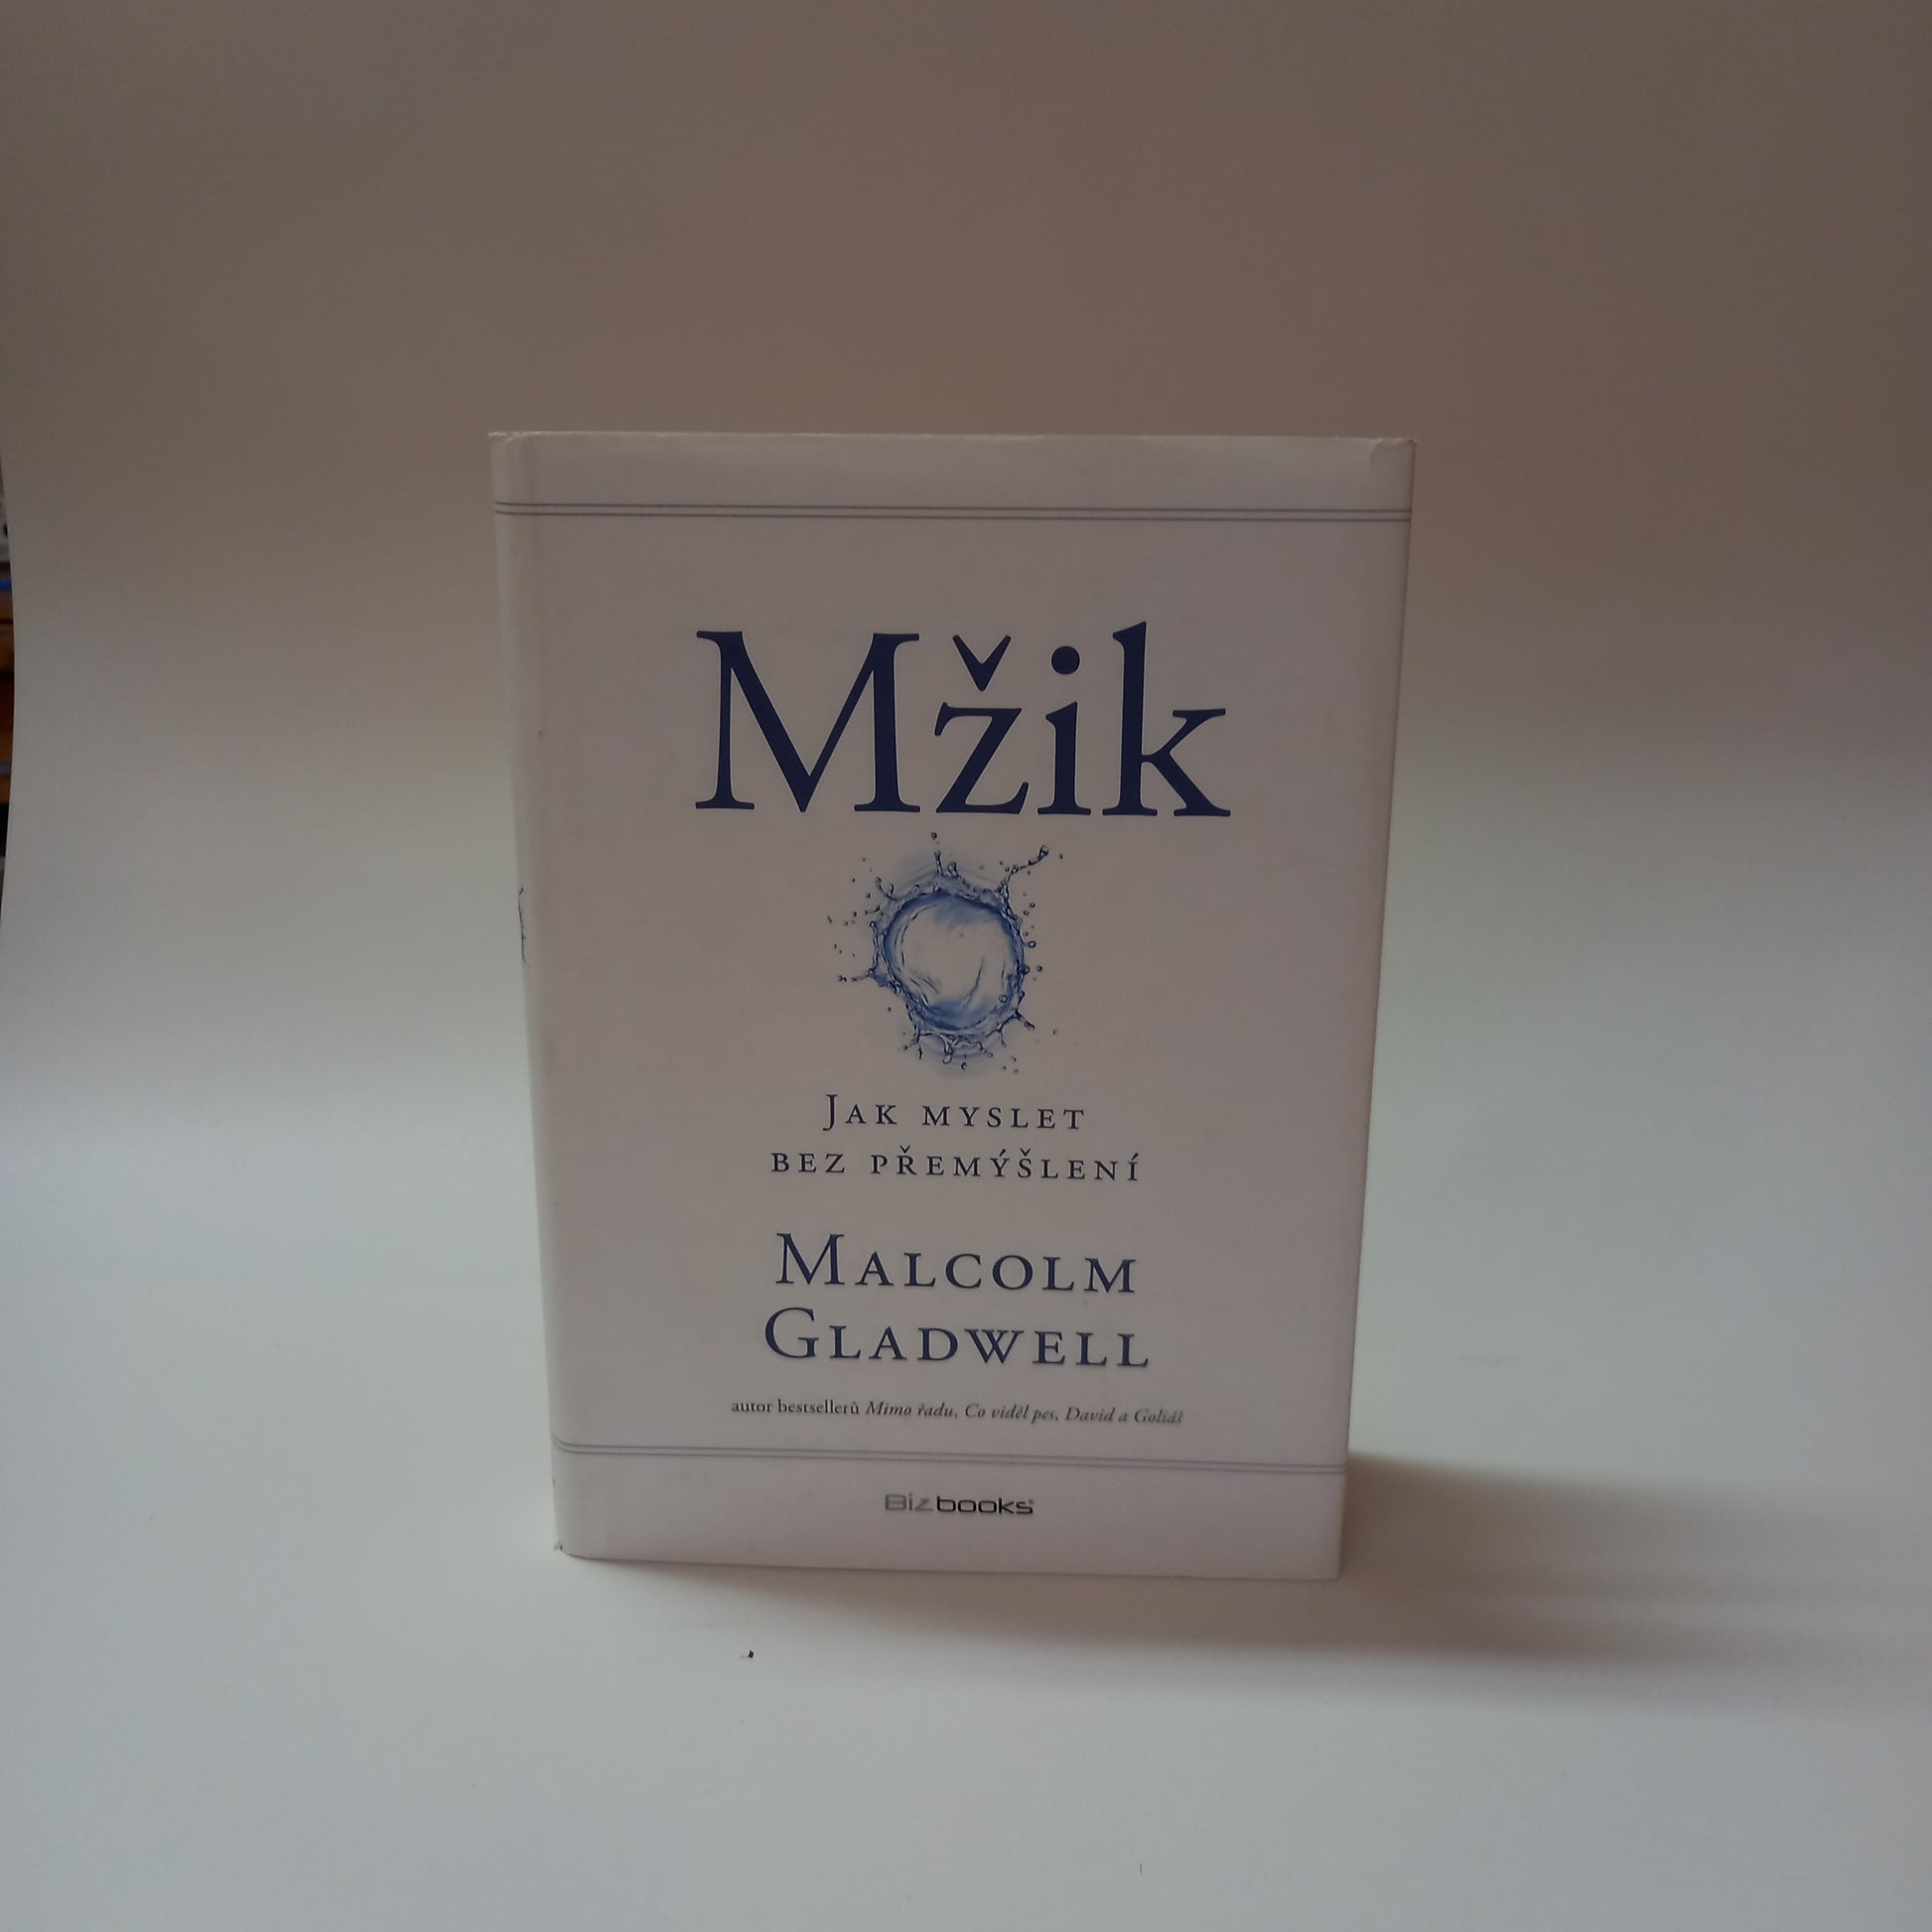 Mžik
Jak myslet
bez přemýšlení
Malcolm
Gladwell
autor bestsellerů Mimo řadu, Co viděl pes, David a Goliáš
Bizbooks